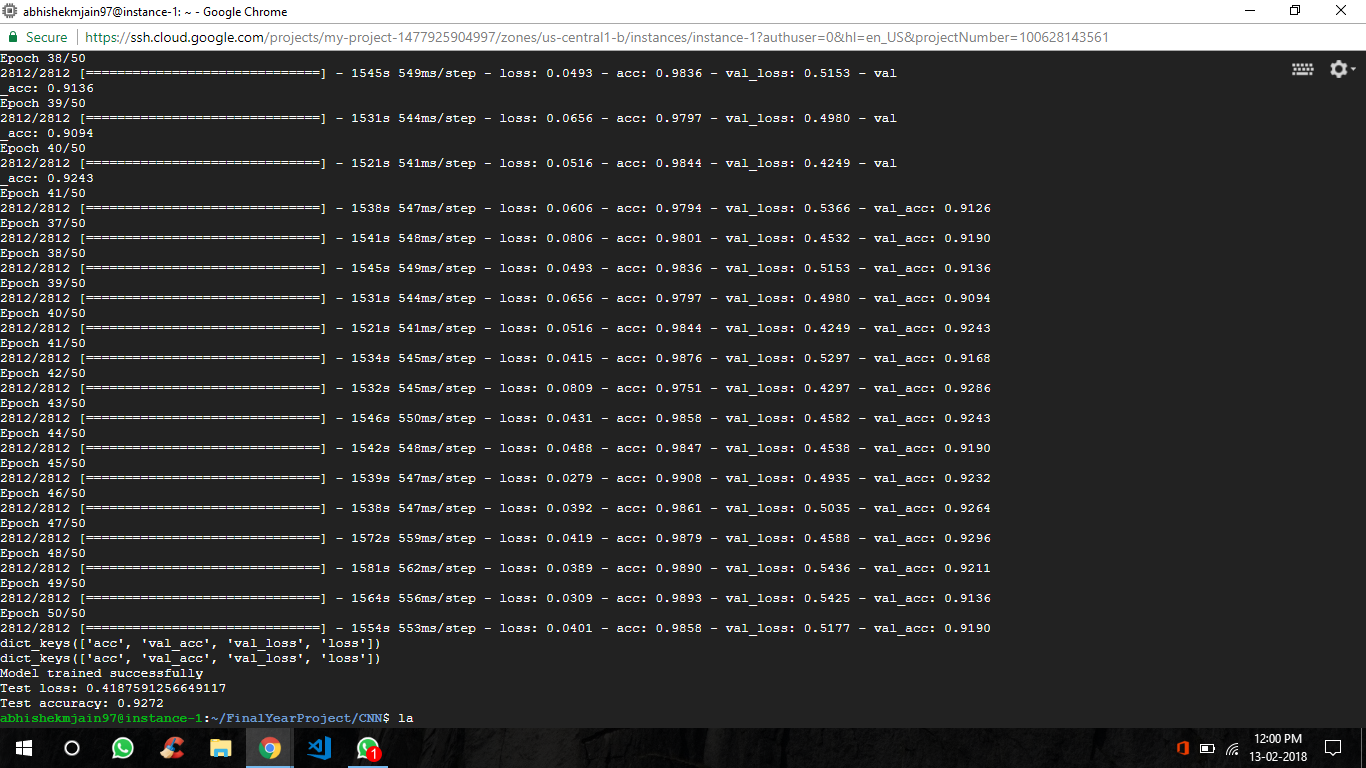 abhishekmjain97@instance-1: ~ - Google Chrome
Secure https://ssh.cloud.google.com/projects/my-project-1477925904997/zones/us-central1-b/instances/instance-1?authuser=0&hl=en_US&projectNumber=100628143561
Epoch 38/50
2812/2812 [==============================] - 1545s 549ms/step - loss: 0.0493 - acc: 0.9836 - val_loss: 0.5153 - val
_acc: 0.9136
Epoch 39/50
2812/2812 [==============================] - 1531s 544ms/step - loss: 0.0656 - acc: 0.9797 - val_loss: 0.4980 - val
_acc: 0.9094
Epoch 40/50
2812/2812 [==============================] - 1521s 541ms/step - loss: 0.0516 - acc: 0.9844 - val_loss: 0.4249 - val
_acc: 0.9243
Epoch 41/50
2812/2812 [==============================] - 1538s 547ms/step - loss: 0.0606 - acc: 0.9794 - val_loss: 0.5366 - val_acc: 0.9126
Epoch 37/50
2812/2812 [==============================] - 1541s 548ms/step - loss: 0.0806 - acc: 0.9801 - val_loss: 0.4532 - val_acc: 0.9190
Epoch 38/50
2812/2812 [==============================] - 1545s 549ms/step - loss: 0.0493 - acc: 0.9836 - val_loss: 0.5153 - val_acc: 0.9136
Epoch 39/50
2812/2812 [==============================] - 1531s 544ms/step - loss: 0.0656 - acc: 0.9797 - val_loss: 0.4980 - val_acc: 0.9094
Epoch 40/50
2812/2812 [==============================] - 1521s 541ms/step - loss: 0.0516 - acc: 0.9844 - val_loss: 0.4249 - val_acc: 0.9243
Epoch 41/50
2812/2812 [==============================] - 1534s 545ms/step - loss: 0.0415 - acc: 0.9876 - val_loss: 0.5297 - val_acc: 0.9168
Epoch 42/50
2812/2812 [==============================] - 1532s 545ms/step - loss: 0.0809 - acc: 0.9751 - val_loss: 0.4297 - val_acc: 0.9286
Epoch 43/50
2812/2812 [==============================] - 1546s 550ms/step - loss: 0.0431 - acc: 0.9858 - val_loss: 0.4582 - val_acc: 0.9243
Epoch 44/50
2812/2812 [==============================] - 1542s 548ms/step - loss: 0.0488 - acc: 0.9847 - val_loss: 0.4538 - val_acc: 0.9190
Epoch 45/50
2812/2812 [==============================] - 1539s 547ms/step - loss: 0.0279 - acc: 0.9908 - val_loss: 0.4935 - val_acc: 0.9232
Epoch 46/50
2812/2812 [==============================] - 1538s 547ms/step - loss: 0.0392 - acc: 0.9861 - val_loss: 0.5035 - val_acc: 0.9264
Epoch 47/50
2812/2812 [==============================] - 1572s 559ms/step - loss: 0.0419 - acc: 0.9879 - val_loss: 0.4588 - val_acc: 0.9296
Epoch 48/50
2812/2812 [==============================] - 1581s 562ms/step - loss: 0.0389 - acc: 0.9890 - val_loss: 0.5436 - val_acc: 0.9211
Epoch 49/50
2812/2812 [==============================] - 1564s 556ms/step - loss: 0.0309 - acc: 0.9893 - val_loss: 0.5425 - val_acc: 0.9136
Epoch 50/50
2812/2812 [==============================] - 1554s 553ms/step - loss: 0.0401 - acc: 0.9858 - val_loss: 0.5177 - val_acc: 0.9190
dict_keys(['acc', 'val_acc', 'val_loss', 'loss'])
dict_keys(['acc', 'val_acc', 'val_loss', 'loss'])
Model trained successfully
Test loss: 0.4187591256649117
Test accuracy: 0.9272
abhishekmjain97@instance-1:~/FinalYearProject/CNN$ la
1
12:00 PM
13-02-2018